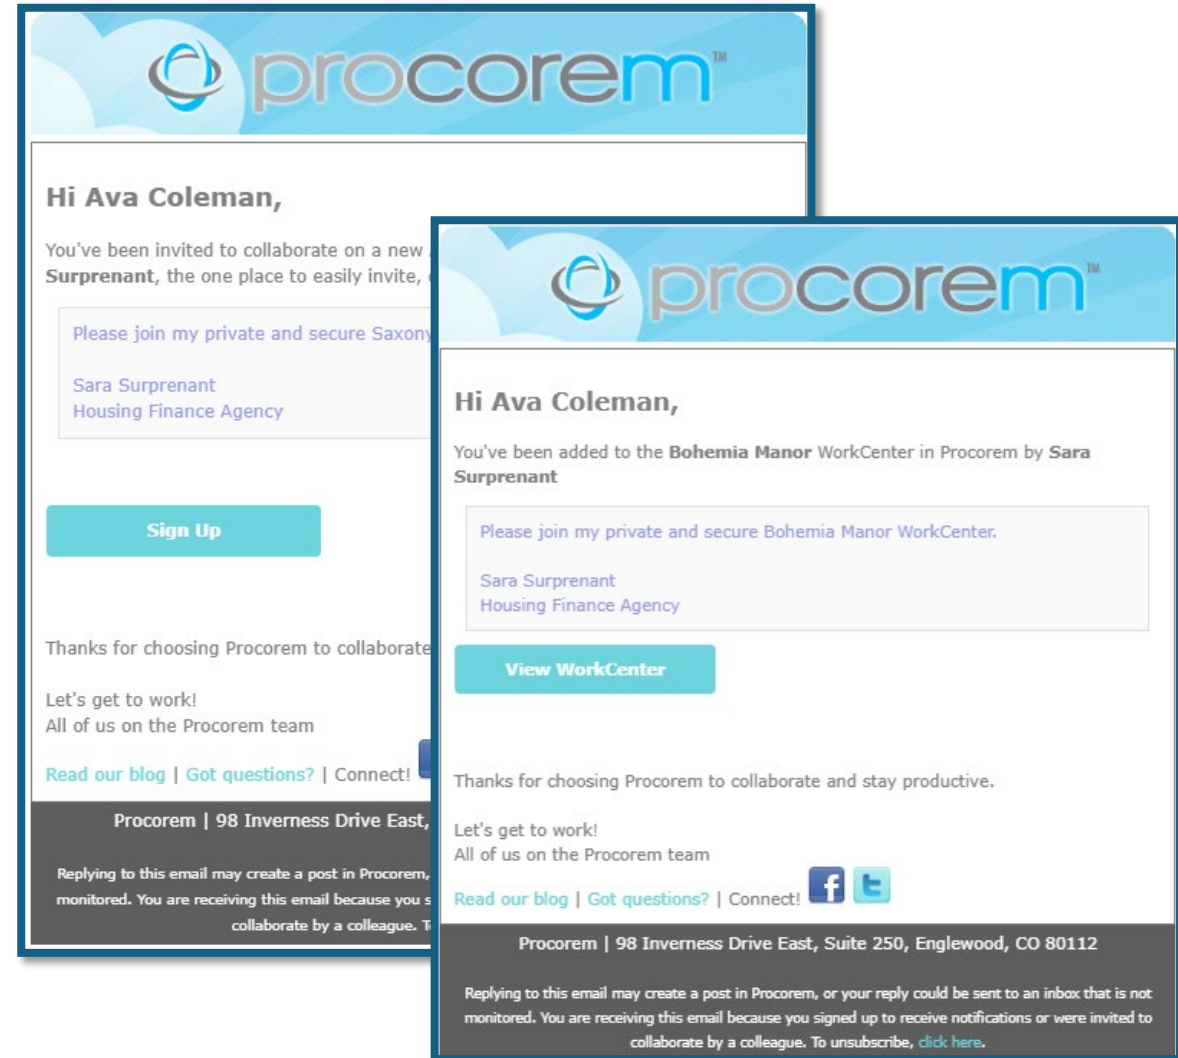 procorem™
Hi Ava Coleman,
You've been invited to collaborate on a new
Surprenant, the one place to easily invite,
Please join my private and secure Saxony
Sara Surprenant
Housing Finance Agency
Sign Up
Thanks for choosing Procorem to collaborate
Let's get to work!
All of us on the Procorem team
Read our blog | Got questions? | Connect!
Procorem | 98 Inverness Drive East,
Replying to this email may create a post in Procorem,
monitored. You are receiving this email because you s
collaborate by a colleague. T
procorem™
Hi Ava Coleman,
You've been added to the Bohemia Manor WorkCenter in Procorem by Sara
Surprenant
Please join my private and secure Bohemia Manor WorkCenter.
Sara Surprenant
Housing Finance Agency
View WorkCenter
Thanks for choosing Procorem to collaborate and stay productive.
Let's get to work!
All of us on the Procorem team
Read our blog | Got questions? | Connect! f t
Procorem | 98 Inverness Drive East, Suite 250, Englewood, CO 80112
Replying to this email may create a post in Procorem, or your reply could be sent to an inbox that is not
monitored. You are receiving this email because you signed up to receive notifications or were invited to
collaborate by a colleague. To unsubscribe, click here.